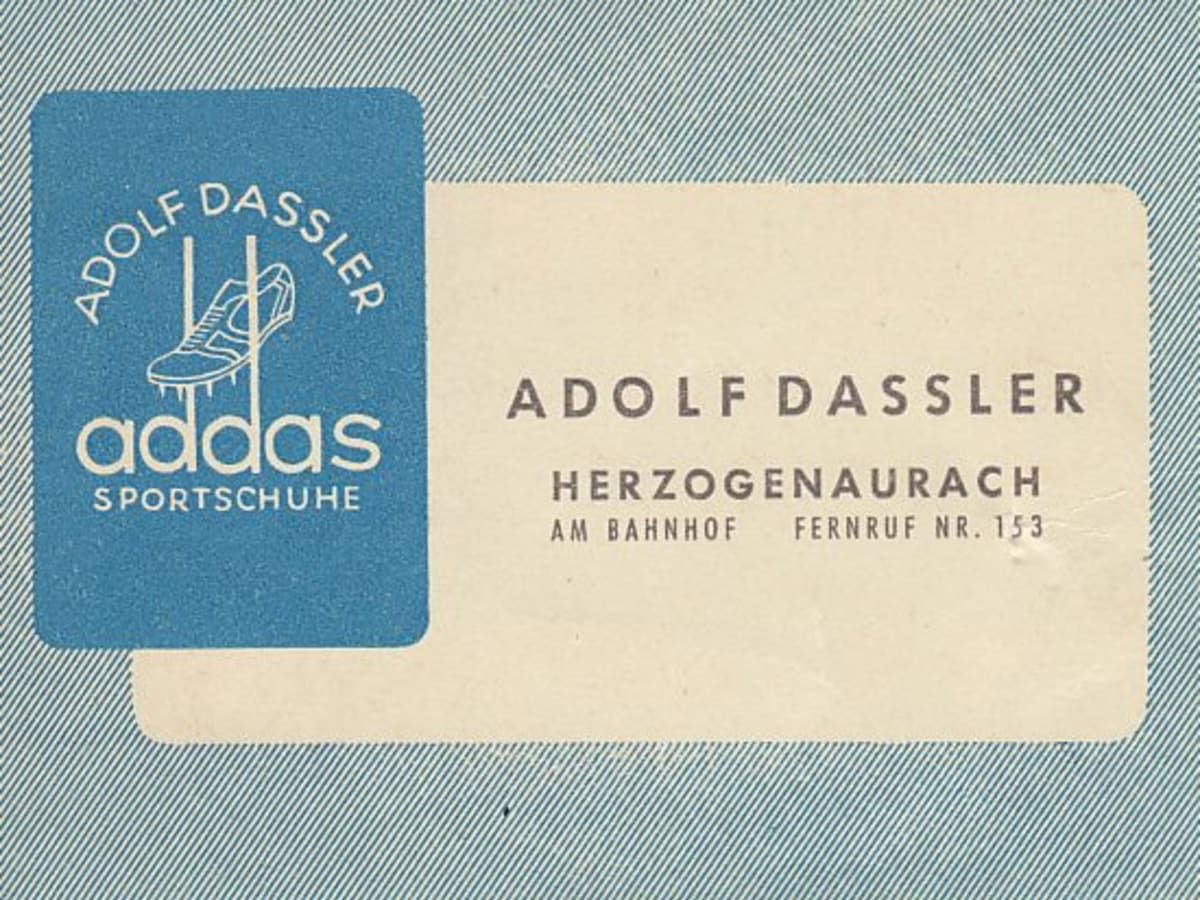 ADOLF DASSLER
addas
SPORTSCHUHE
ADOLF DASSLER
HERZOGENAURACH
AM BAHNHOF FERNRUF NR. 153